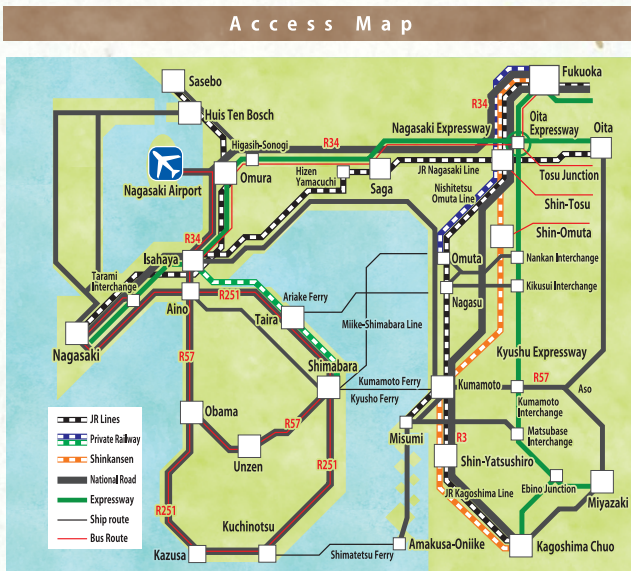 Access Map
Sasebo
Fukuoka
R34
Huis Ten Bosch
Nagasaki Expressway
Oita
Expressway
Oita
Higasih-Sonogi
R34
Nagasaki Airport
Omura
Hizen
Yamacuchi
Saga
JR Nagasaki Line
Tosu Junction
Nishitetsu
Omuta Line
Shin-Tosu
Shin-Omuta
R34
Isahaya
Omuta
Nankan Interchange
Tarami
Interchange
R251
Ariake Ferry
Nagasu
Kikusui Interchange
Aino
Taira
Miike-Shimabara Line
Nagasaki
R57
Shimabara
Kyushu Expressway
Kumamoto Ferry
Kumamoto
R57
Aso
Kyusho Ferry
Kumamoto
Interchange
Obama
R57
Misumi
R3
Matsubase
Interchange
JR Lines
Private Railway
Shinkansen
National Road
Expressway
Ship route
Bus Route
Unzen
Shin-Yatsushiro
R251
R251
JR Kagoshima Line
Ebino Junction
Miyazaki
Kuchinotsu
Kazusa
Shimatetsu Ferry
Amakusa-Oniike
Kagoshima Chuo